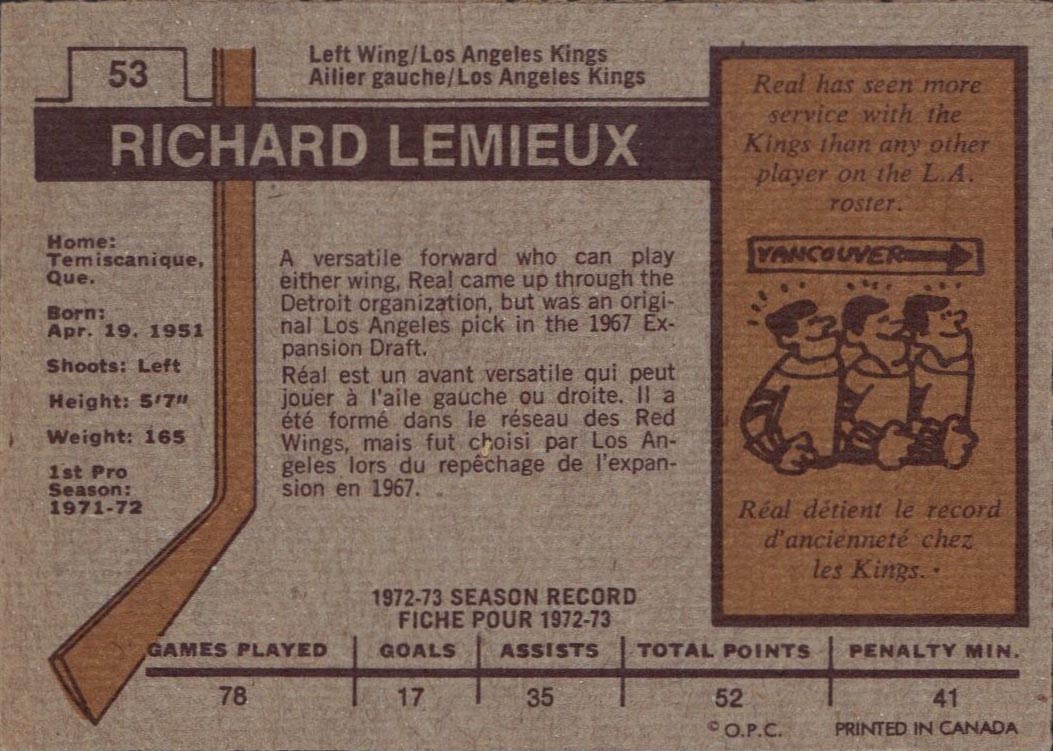 53
Left Wing/Los Angeles Kings
Ailier gauche/Los Angeles Kings
RICHARD LEMIEUX
Home:
Temiscanique,
Que.
Born:
Apr. 19. 1951
Shoots: Left
Height: 5'7"
Weight: 165
1st Pro
Season:
1971-72
A versatile forward who can play
either wing, Real came up through the
Detroit organization, but was an origi-
nal Los Angeles pick in the 1967 Ex-
pansion Draft.
Réal est un avant versatile qui peut
jouer à l'aile gauche ou droite. Il a
été formé dans le réseau des Red
Wings, mais fut choisi par Los An-
geles lors du repêchage de l'expan-
sion en 1967.
Real has seen more
service with the
Kings than any other
player on the L.A.
roster.
VANCOUVER
Réal détient le record
d'ancienneté chez
les Kings.
1972-73 SEASON RECORD
FICHE POUR 1972-73
GAMES PLAYED GOALS ASSISTS TOTAL POINTS PENALTY MIN.
78 17 35 52 41
© O.P.C. PRINTED IN CANADA